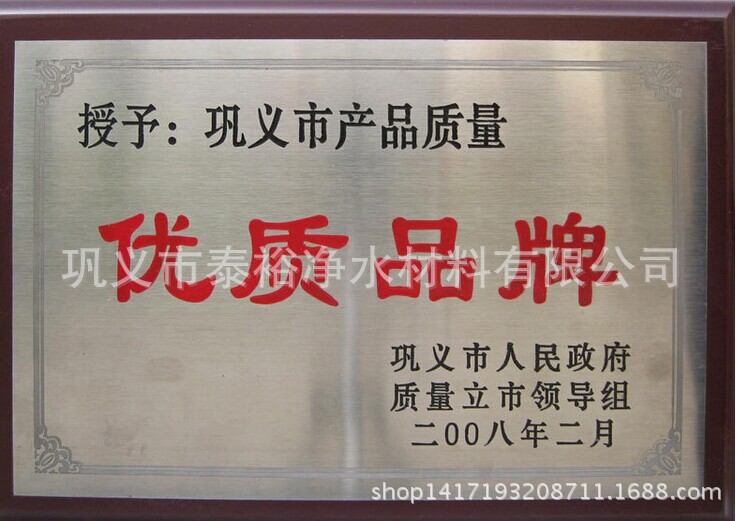 授予：巩义市产品质量
优质品牌
巩义市泰裕净水材料有限公司
巩义市人民政府
质量立市领导组
二00八年二月
shop1417193208711.1688.com